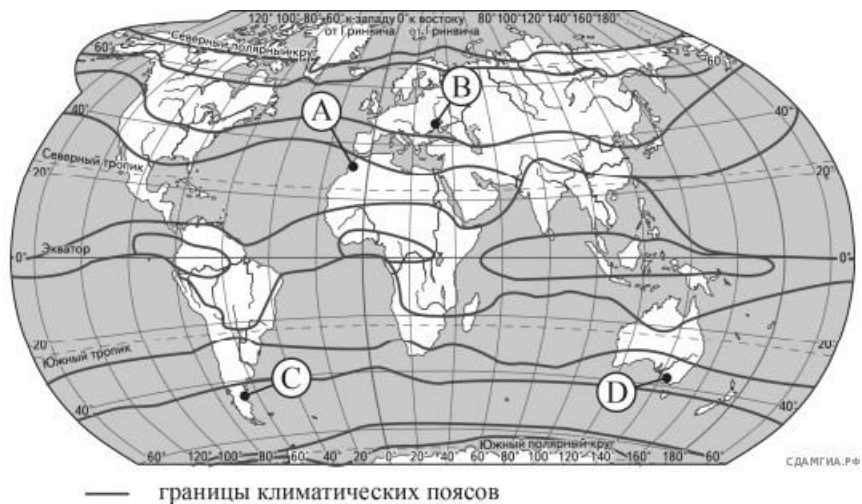 120° 100° 80° 60° к западу 0° к востоку 80° 100° 120° 140° 160° 180°
от Гринвича от Гринвича
Северный полярный круг
60° 60°
B
A
40° 40°
Северный тропик
20° 20°
Экватор
0° 0°
20° 20°
Южный тропик
C D
40° 40°
Южный полярный круг
60° 120° 100° 80° 60° 40° 20° 0° 20° 40° 60° 80° 100° 120° 140° 160° 180° 60°
СДАМГИА.РФ
границы климатических поясов